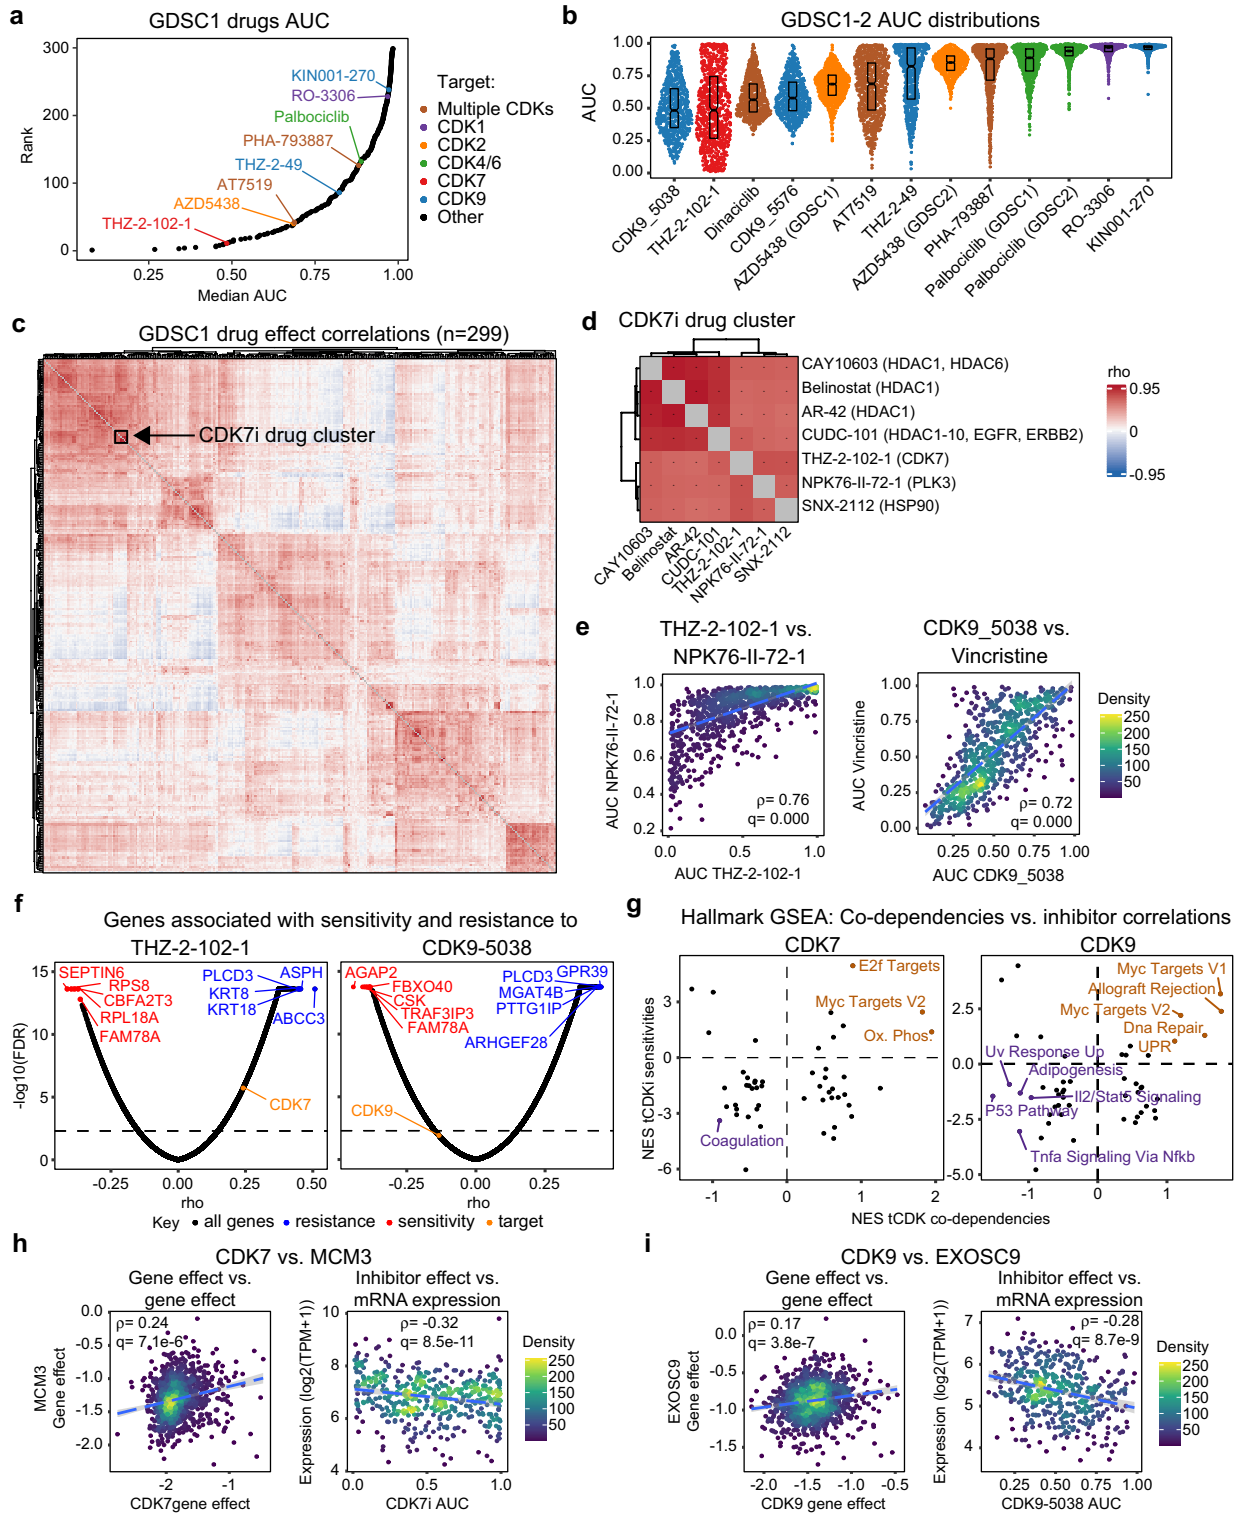 a
GDSC1 drugs AUC
300
200
100
0
Rank
KIN001-270
RO-3306
Palbociclib
PHA-793887
THZ-2-49
AT7519
AZD5438
THZ-2-102-1
0.25
0.50
0.75
1.00
Median AUC
Target:
Multiple CDKs
CDK1
CDK2
CDK4/6
CDK7
CDK9
Other
b
GDSC1-2 AUC distributions
1.00
0.75
0.50
0.25
0.00
AUC
CDK9_5038
THZ-2-102-1
Dinaciclib
CDK9_5576
AZD5438 (GDSC1)
AT7519
THZ-2-49
AZD5438 (GDSC2)
PHA-793887
Palbociclib (GDSC1)
Palbociclib (GDSC2)
RO-3306
KIN001-270
c
GDSC1 drug effect correlations (n=299)
CDK7i drug cluster
d
CDK7i drug cluster
CAY10603 (HDAC1, HDAC6)
Belinostat (HDAC1)
AR-42 (HDAC1)
CUDC-101 (HDAC1-10, EGFR, ERBB2)
THZ-2-102-1 (CDK7)
NPK76-II-72-1 (PLK3)
SNX-2112 (HSP90)
CAY10603
Belinostat
AR-42
CUDC-101
THZ-2-102-1
NPK76-II-72-1
SNX-2112
rho
0.95
0
-0.95
e
THZ-2-102-1 vs.
NPK76-II-72-1
1.0
0.8
0.6
0.4
0.2
AUC NPK76-II-72-1
ρ= 0.76
q= 0.000
0.0
0.5
1.0
AUC THZ-2-102-1
CDK9_5038 vs.
Vincristine
1.00
0.75
0.50
0.25
0.00
AUC Vincristine
ρ= 0.72
q= 0.000
0.25
0.50
0.75
1.00
AUC CDK9_5038
Density
250
200
150
100
50
f
Genes associated with sensitivity and resistance to
THZ-2-102-1
15
10
5
0
-log10(FDR)
SEPTIN6
RPS8
CBFA2T3
RPL18A
FAM78A
PLCD3
ASPH
KRT8
KRT18
ABCC3
CDK7
-0.25
0.00
0.25
0.50
rho
CDK9-5038
AGAP2
FBXO40
CSK
TRAF3IP3
FAM78A
PLCD3
GPR39
MGAT4B
PTTG1IP
ARHGEF28
CDK9
-0.25
0.00
0.25
rho
Key
all genes
resistance
sensitivity
target
g
Hallmark GSEA: Co-dependencies vs. inhibitor correlations
CDK7
3
0
-3
-6
NES tCDKi sensitivities
E2f Targets
Myc Targets V2
Ox. Phos.
Coagulation
-1
0
1
2
CDK9
2.5
0.0
-2.5
-5.0
Myc Targets V1
Allograft Rejection
Myc Targets V2
Dna Repair
UPR
Uv Response Up
Adipogenesis
Il2/Stat5 Signaling
P53 Pathway
Tnfa Signaling Via Nfkb
-1
0
1
NES tCDK co-dependencies
h
CDK7 vs. MCM3
Gene effect vs.
gene effect
0.0
-0.5
-1.0
-1.5
-2.0
MCM3
Gene effect
ρ= 0.24
q= 7.1e-6
-2
-1
CDK7gene effect
Inhibitor effect vs.
mRNA expression
10
8
6
4
Expression (log2(TPM+1))
ρ= -0.32
q= 8.5e-11
0.0
0.5
1.0
CDK7i AUC
Density
250
200
150
100
50
i
CDK9 vs. EXOSC9
Gene effect vs.
gene effect
0.0
-0.5
-1.0
-1.5
EXOSC9
Gene effect
ρ= 0.17
q= 3.8e-7
-2.0
-1.5
-1.0
-0.5
CDK9 gene effect
Inhibitor effect vs.
mRNA expression
7
6
5
4
Expression (log2(TPM+1))
ρ= -0.28
q= 8.7e-9
0.25
0.50
0.75
1.00
CDK9-5038 AUC
Density
250
200
150
100
50